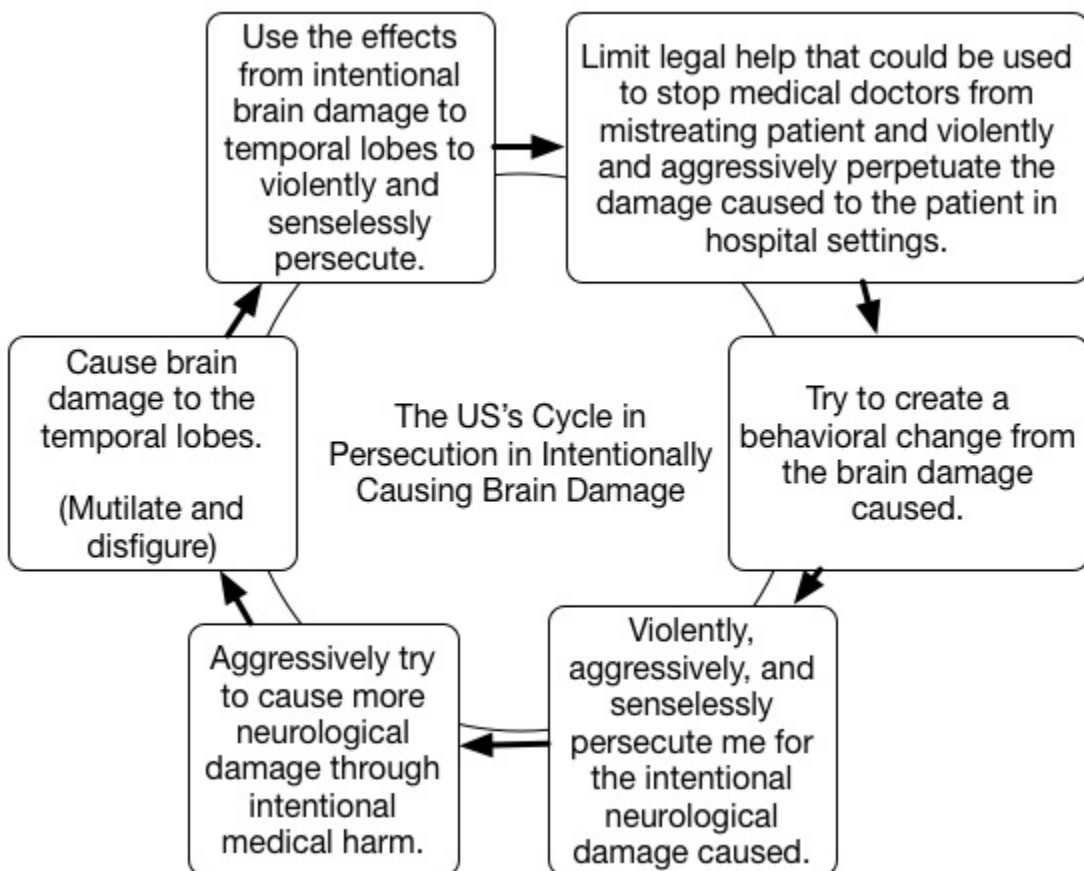 Use the effects
from intentional
brain damage to
temporal lobes to
violently and
senselessly
persecute.
Limit legal help that could be used
to stop medical doctors from
mistreating patient and violently
and aggressively perpetuate the
damage caused to the patient in
hospital settings.
Try to create a
behavioral change from
the brain damage
caused.
Violently,
aggressively, and
senselessly
persecute me for
the intentional
neurological
damage caused.
Aggressively try
to cause more
neurological
damage through
intentional
medical harm.
Cause brain
damage to the
temporal lobes.
(Mutilate and
disfigure)
The US’s Cycle in
Persecution in Intentionally
Causing Brain Damage